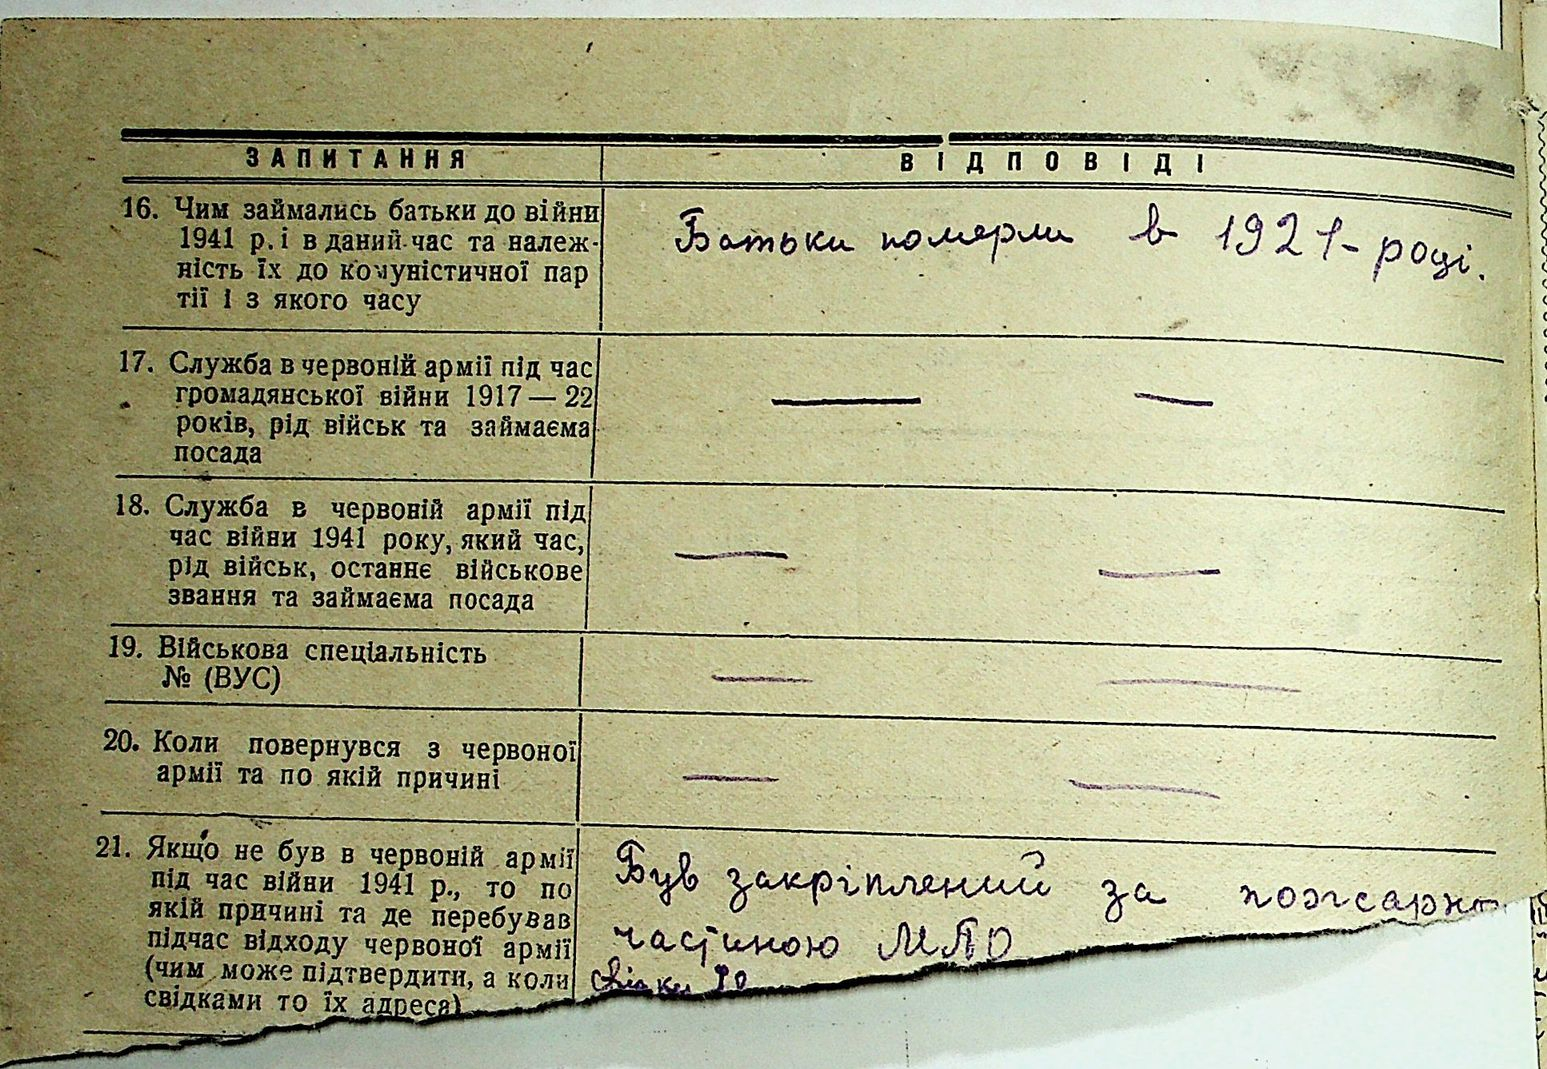 ЗАПИТАННЯ ВІДПОВІДІ
16. Чим займались батьки до війни
1941 р. і в даний час та належ-
ність їх до комуністичної пар
тії і з якого часу
Батьки померли в 1921-році.
17. Служба в червоній армії під час
громадянської війни 1917 — 22
років, рід військ та займаєма
посада
— —
18. Служба в червоній армії під
час війни 1941 року, який час,
рід військ, останнє військове
звання та займаєма посада
— —
19. Військова спеціальність
№ (ВУС)
— —
20. Коли повернувся з червоної
армії та по якій причині
— —
21. Якщо не був в червоній армії
під час війни 1941 р., то по
якій причині та де перебував
підчас відходу червоної армії
(чим може підтвердити, а коли
свідками то їх адреса)
Був закріплений за пожарно
частиною МПО